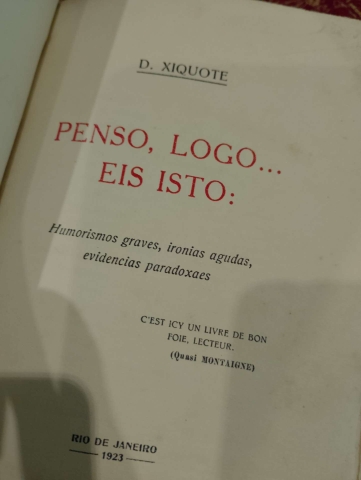 D. XIQUOTE
PENSO, LOGO...
EIS ISTO:
Humorismos graves, ironias agudas,
evidencias paradoxaes
C'EST ICY UN LIVRE DE BON
FOIE, LECTEUR.
(Quasi MONTAIGNE)
RIO DE JANEIRO
1923